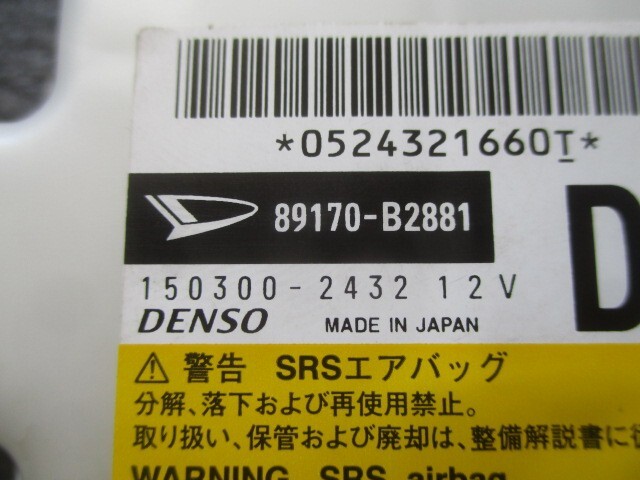 *0524321660T*
89170-B2881
D
150300-2432 12V
DENSO MADE IN JAPAN
⚠警告 SRSエアバッグ
分解、落下および再使用禁止。
取り扱い、保管および廃却は、整備解説書に
WARNING SRS airbag